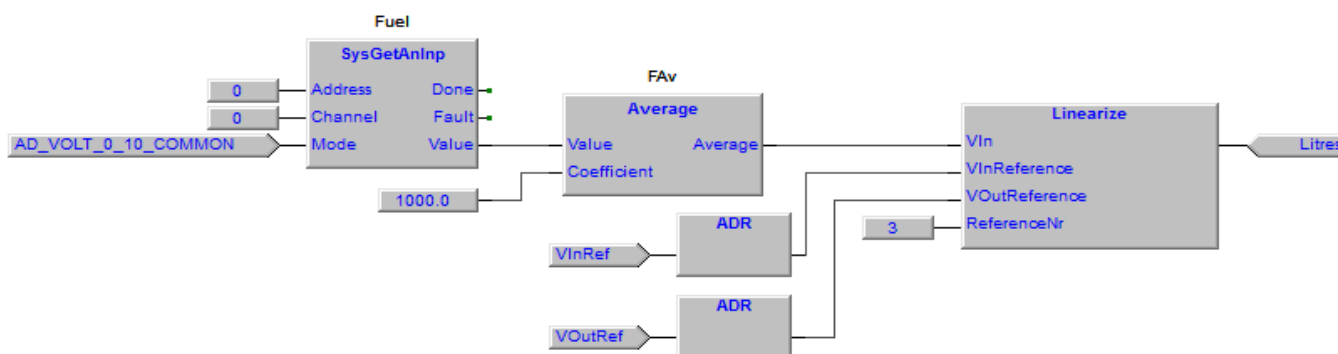 Fuel
SysGetAnInp
0 Address Done
0 Channel Fault
AD_VOLT_0_10_COMMON Mode Value
FAv
Average
Value Average
1000.0 Coefficient
Linearize
VIn Litres
VInReference
VOutReference
3 ReferenceNr
ADR
VInRef
ADR
VOutRef